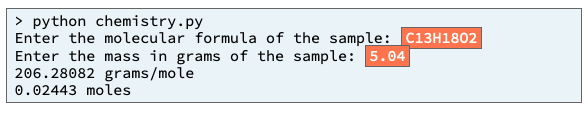 > python chemistry.py
Enter the molecular formula of the sample: C13H18O2
Enter the mass in grams of the sample: 5.04
206.28082 grams/mole
0.02443 moles